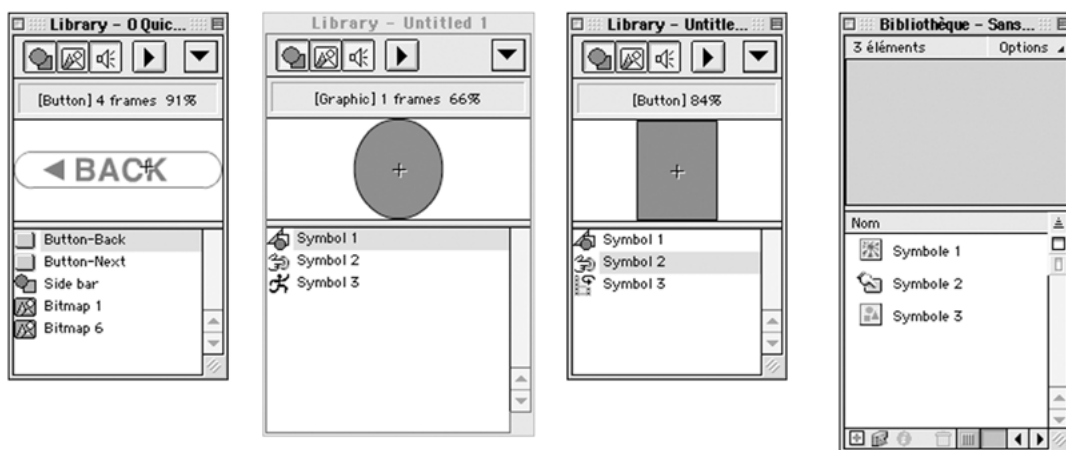 Library - O Quic...
[Button] 4 frames 91%
BACK
Button-Back
Button-Next
Side bar
Bitmap 1
Bitmap 6
Library - Untitled 1
[Graphic] 1 frames 66%
Symbol 1
Symbol 2
Symbol 3
Library - Untitle...
[Button] 84%
Symbol 1
Symbol 2
Symbol 3
Bibliothèque - Sans...
3 éléments Options
Nom
Symbole 1
Symbole 2
Symbole 3